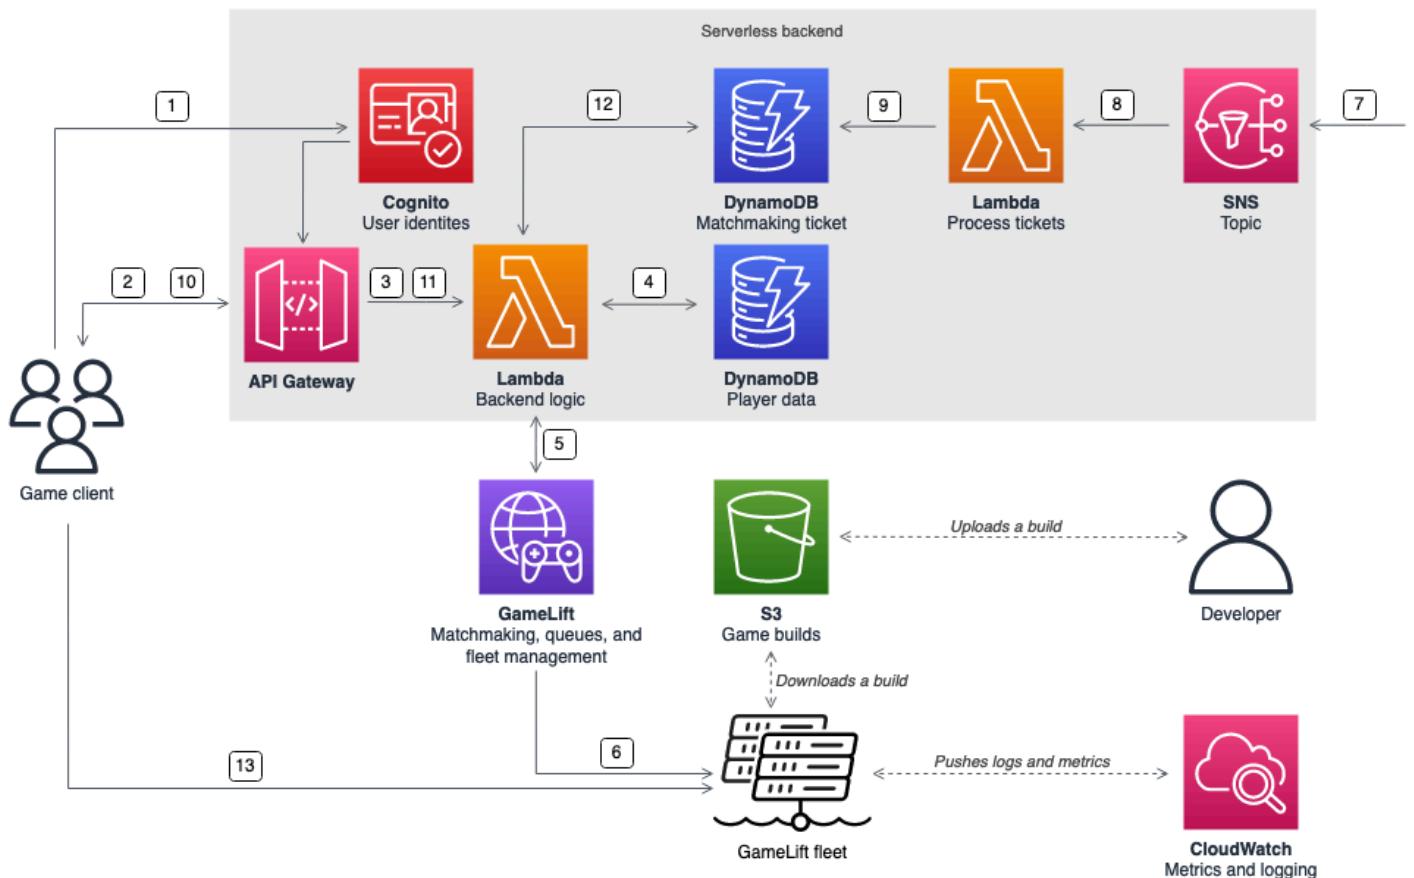 Serverless backend
1
12
9
8
7
Cognito
User identites
DynamoDB
Matchmaking ticket
Lambda
Process tickets
SNS
Topic
2
10
3
11
4
API Gateway
Lambda
Backend logic
DynamoDB
Player data
5
Game client
Uploads a build
GameLift
Matchmaking, queues, and
fleet management
S3
Game builds
Developer
Downloads a build
6
13
Pushes logs and metrics
GameLift fleet
CloudWatch
Metrics and logging